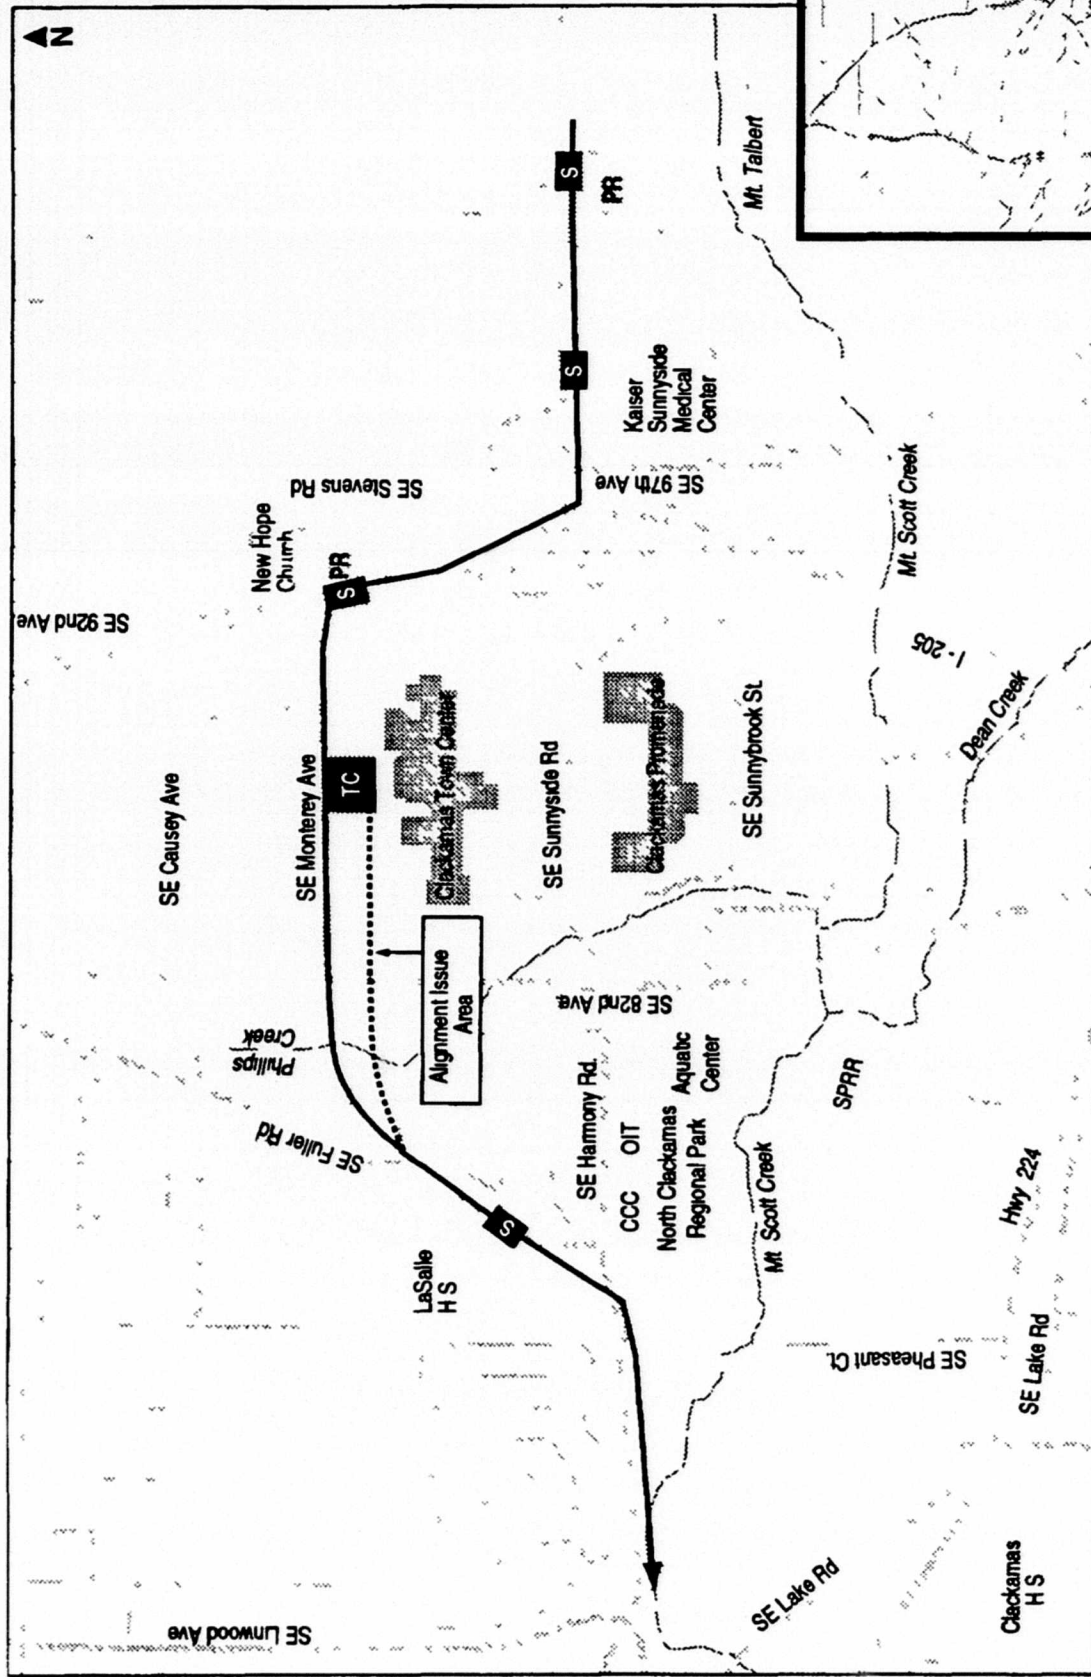 N
SE 92nd Ave.
SE Causey Ave
New Hope
Church
SE Stevens Rd
Phillips
Creek
SE Monterey Ave
S
PR
TC
SE Fuller Rd
Clackamas Town Center
Alignment Issue
Area
LaSalle
H S
S
SE Linwood Ave
SE Sunnyside Rd
S
S
PR
SE 97th Ave
Kaiser
Sunnyside
Medical
Center
Clackamas Promenade
SE 82nd Ave.
SE Harmony Rd.
CCC
OIT
Aquatic
Center
North Clackamas
Regional Park
SE Sunnybrook St.
Mt. Talbert
Mt Scott Creek
SPRR
Mt. Scott Creek
I-205
Dean Creek
SE Lake Rd
SE Pheasant Ct.
Hwy 224
SE Lake Rd
Clackamas
H S